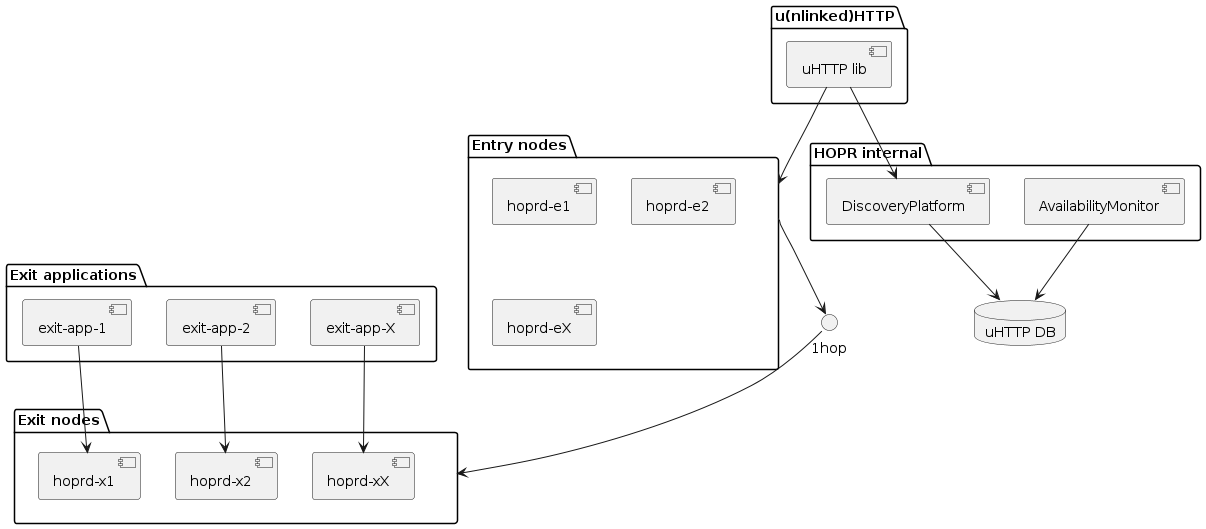 u(nlinked)HTTP
uHTTP lib
Entry nodes
hoprd-e1
hoprd-e2
hoprd-eX
HOPR internal
DiscoveryPlatform
AvailabilityMonitor
Exit applications
exit-app-1
exit-app-2
exit-app-X
1hop
uHTTP DB
Exit nodes
hoprd-x1
hoprd-x2
hoprd-xX